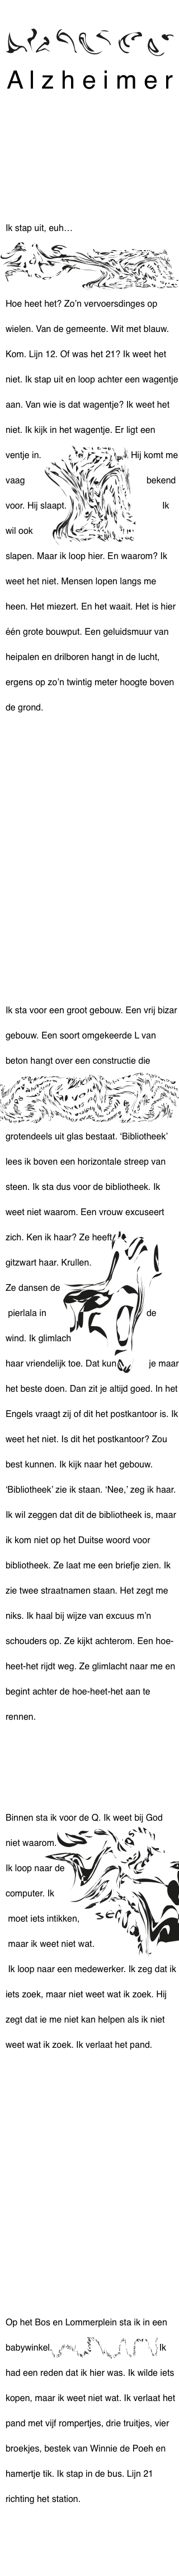 Alzheimer
Ik stap uit, euh…
Hoe heet het? Zo’n vervoersdinges op
wielen. Van de gemeente. Wit met blauw.
Kom. Lijn 12. Of was het 21? Ik weet het
niet. Ik stap uit en loop achter een wagentje
aan. Van wie is dat wagentje? Ik weet het
niet. Ik kijk in het wagentje. Er ligt een
ventje in. Hij komt me
vaag bekend
voor. Hij slaapt. Ik
wil ook
slapen. Maar ik loop hier. En waarom? Ik
weet het niet. Mensen lopen langs me
heen. Het miezert. En het waait. Het is hier
één grote bouwput. Een geluidsmuur van
heipalen en drilboren hangt in de lucht,
ergens op zo’n twintig meter hoogte boven
de grond.
Ik sta voor een groot gebouw. Een vrij bizar
gebouw. Een soort omgekeerde L van
beton hangt over een constructie die
grotendeels uit glas bestaat. ‘Bibliotheek’
lees ik boven een horizontale streep van
steen. Ik sta dus voor de bibliotheek. Ik
weet niet waarom. Een vrouw excuseert
zich. Ken ik haar? Ze heeft
gitzwart haar. Krullen.
Ze dansen de
pierlala in de
wind. Ik glimlach
haar vriendelijk toe. Dat kun je maar
het beste doen. Dan zit je altijd goed. In het
Engels vraagt zij of dit het postkantoor is. Ik
weet het niet. Is dit het postkantoor? Zou
best kunnen. Ik kijk naar het gebouw.
‘Bibliotheek’ zie ik staan. ‘Nee,’ zeg ik haar.
Ik wil zeggen dat dit de bibliotheek is, maar
ik kom niet op het Duitse woord voor
bibliotheek. Ze laat me een briefje zien. Ik
zie twee straatnamen staan. Het zegt me
niks. Ik haal bij wijze van excuus m’n
schouders op. Ze kijkt achterom. Een hoe-
heet-het rijdt weg. Ze glimlacht naar me en
begint achter de hoe-heet-het aan te
rennen.
Binnen sta ik voor de Q. Ik weet bij God
niet waarom.
Ik loop naar de
computer. Ik
moet iets intikken,
maar ik weet niet wat.
Ik loop naar een medewerker. Ik zeg dat ik
iets zoek, maar niet weet wat ik zoek. Hij
zegt dat ie me niet kan helpen als ik niet
weet wat ik zoek. Ik verlaat het pand.
Op het Bos en Lommerplein sta ik in een
babywinkel. Ik
had een reden dat ik hier was. Ik wilde iets
kopen, maar ik weet niet wat. Ik verlaat het
pand met vijf rompertjes, drie truitjes, vier
broekjes, bestek van Winnie de Poeh en
hamertje tik. Ik stap in de bus. Lijn 21
richting het station.